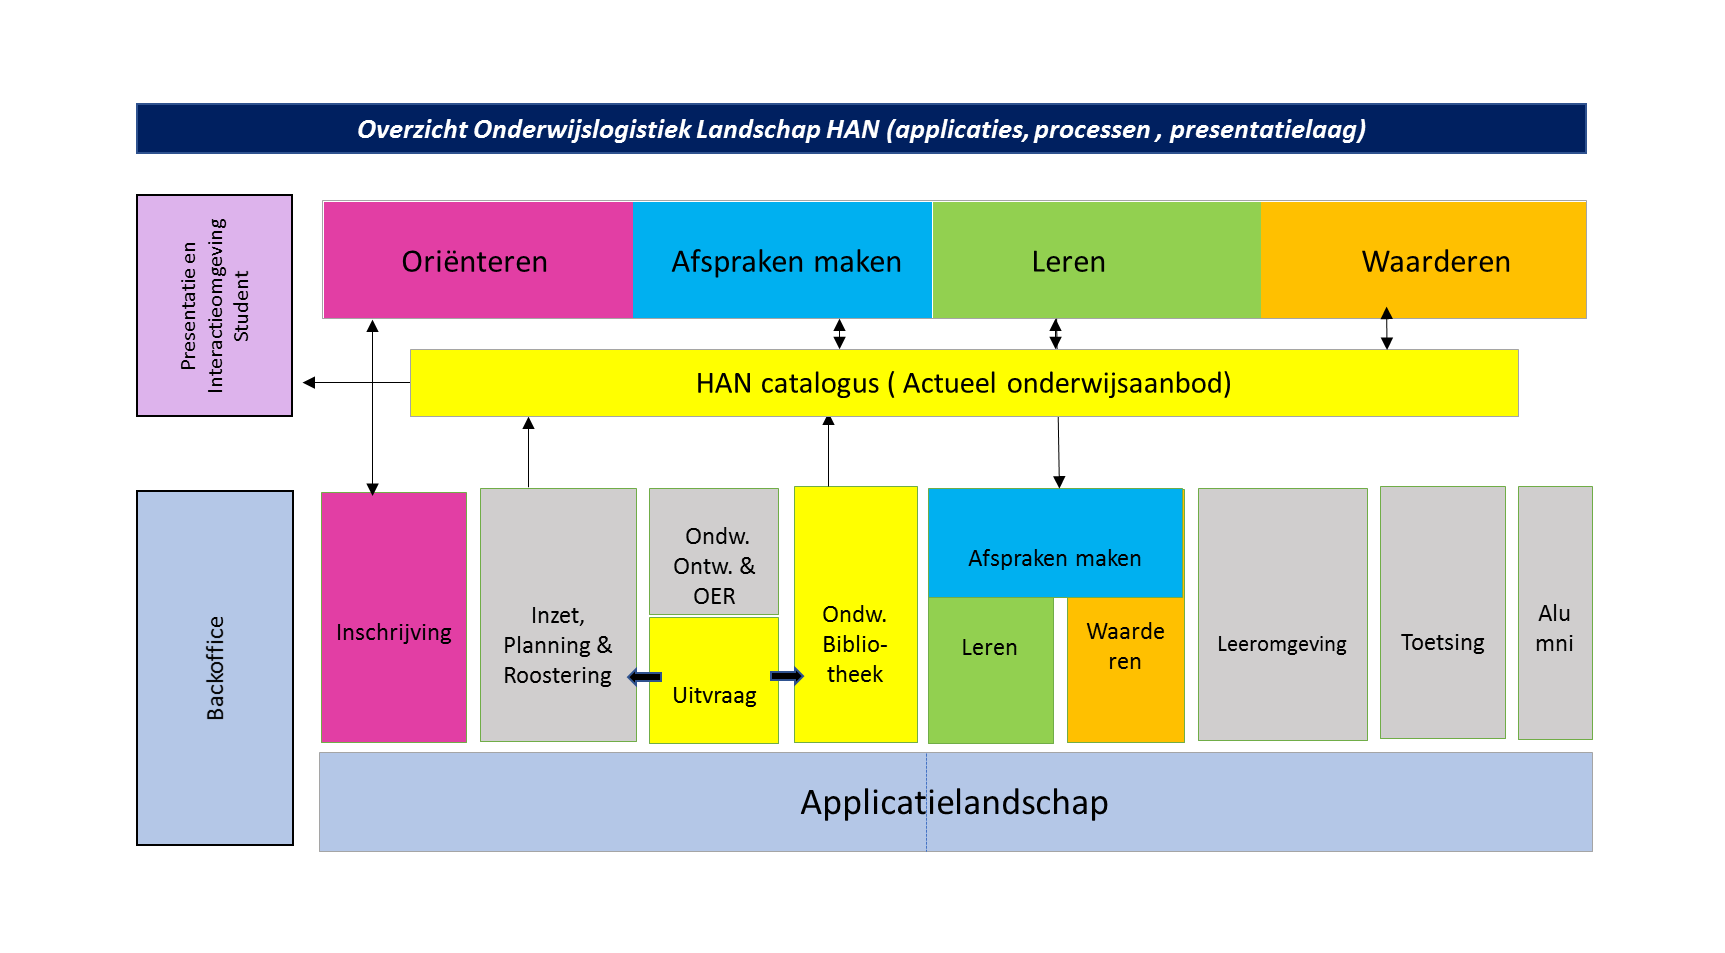 Overzicht Onderwijslogistiek Landschap HAN (applicaties, processen , presentatielaag)
Presentatie en
Interactieomgeving
Student
Oriënteren
Afspraken maken
Leren
Waarderen
HAN catalogus ( Actueel onderwijsaanbod)
Backoffice
Inschrijving
Inzet,
Planning &
Roostering
Ondw.
Ontw. &
OER
Uitvraag
Ondw.
Biblio-
theek
Afspraken maken
Leren
Waarde
ren
Leeromgeving
Toetsing
Alu
mni
Applicatielandschap